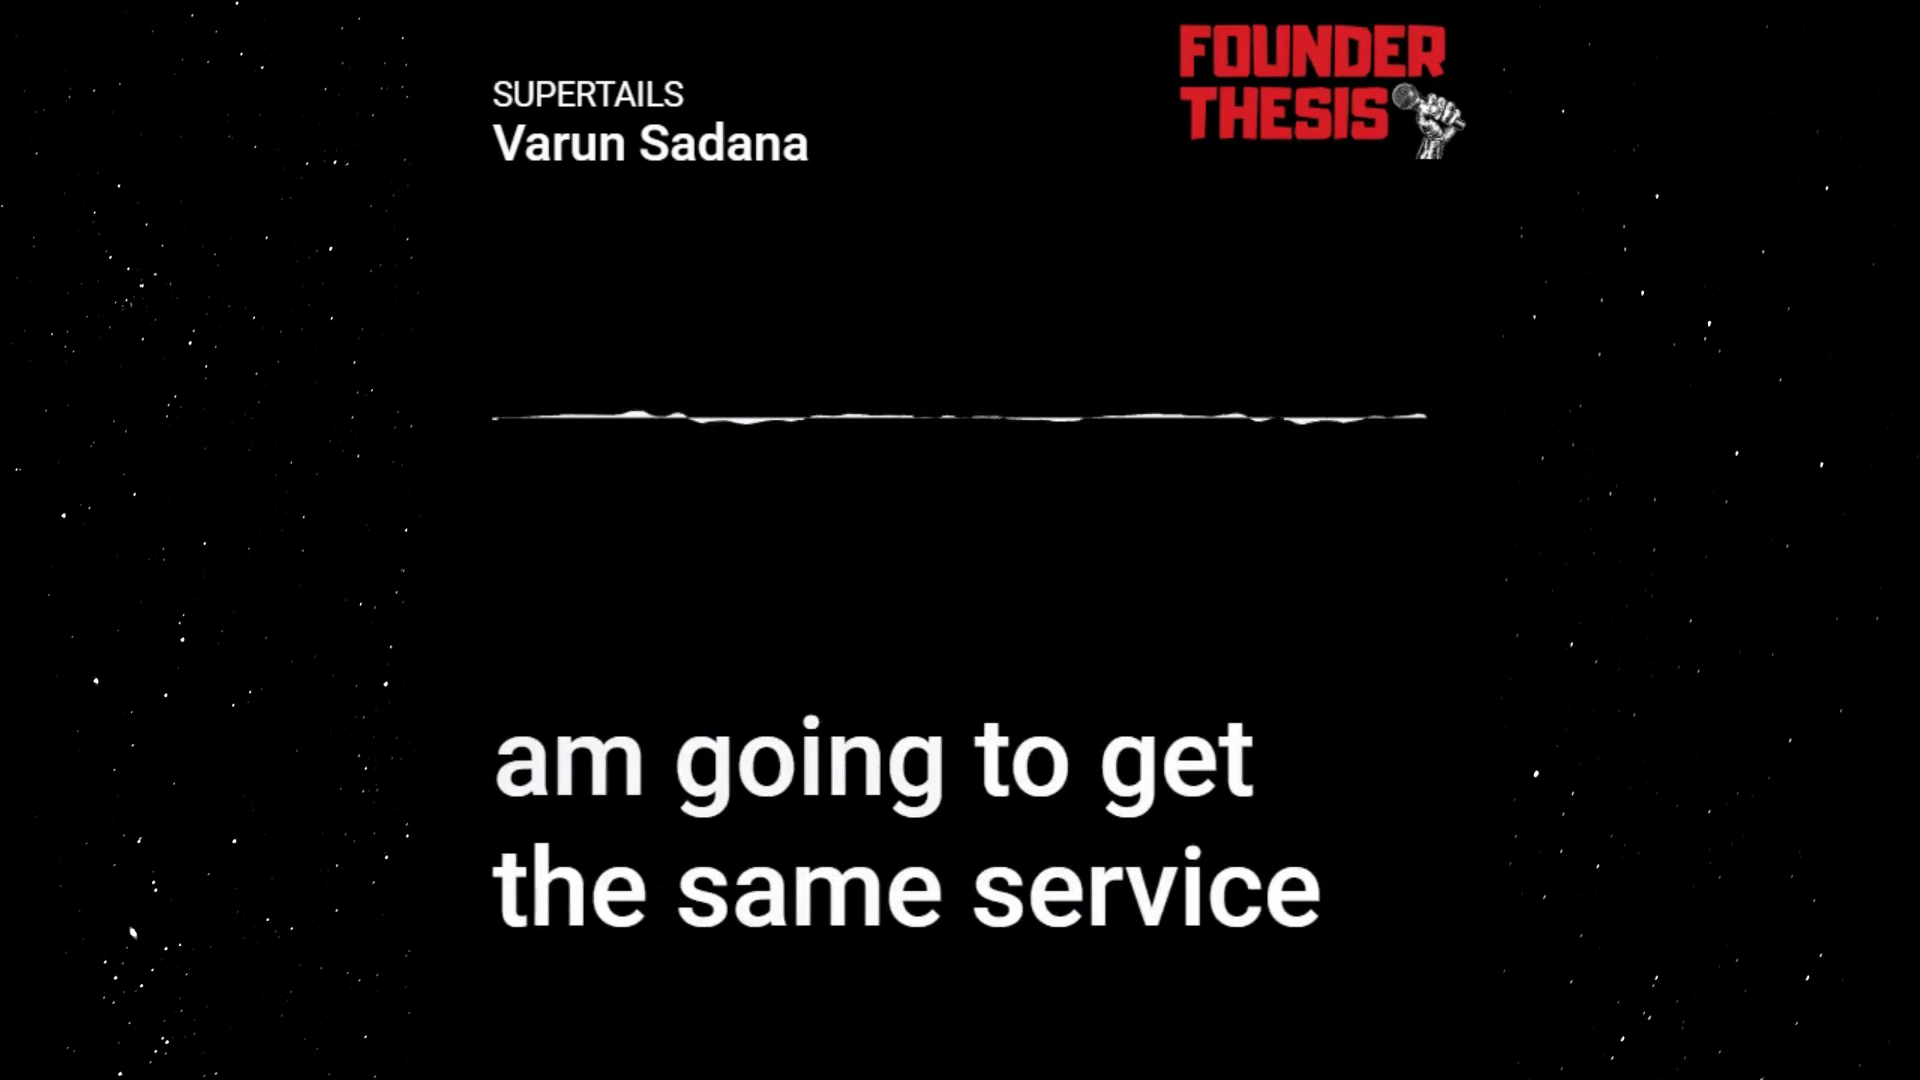 SUPERTAILS
Varun Sadana
FOUNDER
THESIS
am going to get
the same service